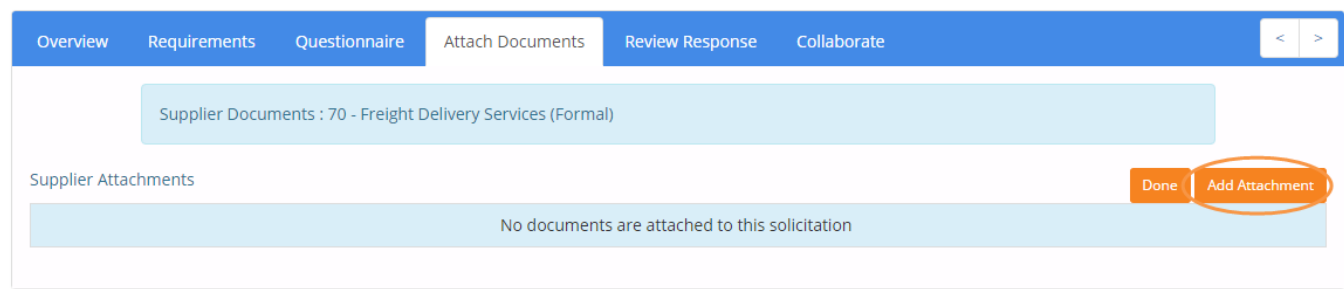 Overview Requirements Questionnaire Attach Documents Review Response Collaborate < >
Supplier Documents : 70 - Freight Delivery Services (Formal)
Supplier Attachments Done Add Attachment
No documents are attached to this solicitation